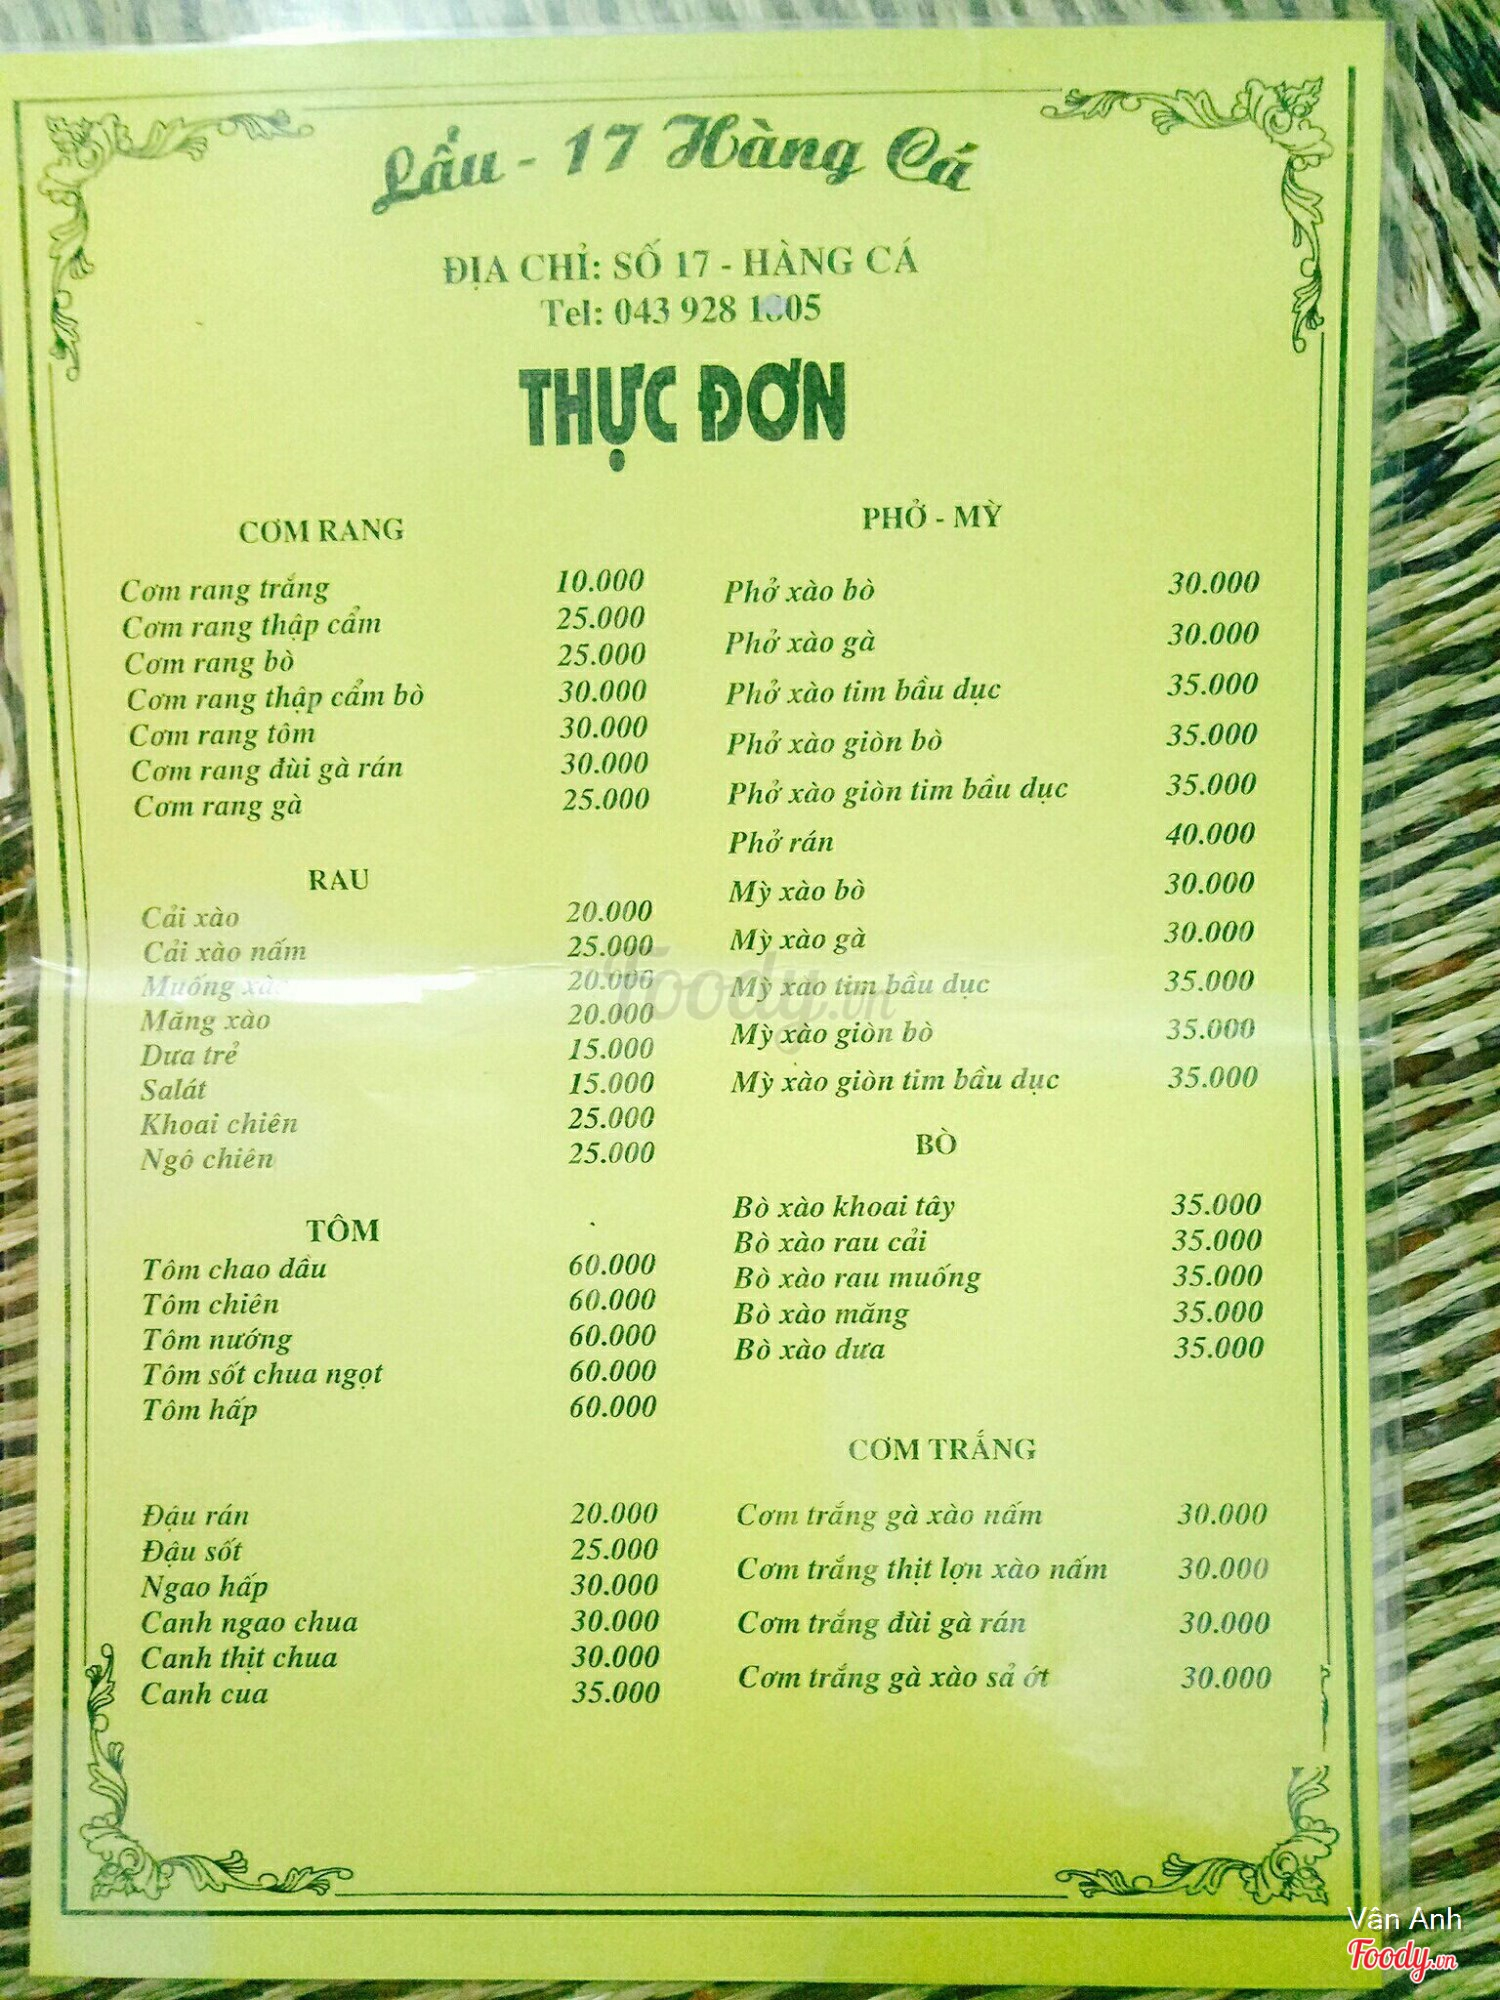 Lẩu - 17 Hàng Cá
ĐỊA CHỈ: SỐ 17 - HÀNG CÁ
Tel: 043 928
THỰC ĐƠN
CƠM RANG
Cơm rang trắng 10.000
Cơm rang thập cẩm 25.000
Cơm rang bò 25.000
Cơm rang thập cẩm bò 30.000
Cơm rang tôm 30.000
Cơm rang đùi gà rán 30.000
Cơm rang gà 25.000
RAU
Cải xào 20.000
Cải xào nấm 25.000
Muống xào 20.000
Măng xào 20.000
Dưa trẻ 15.000
Salát 15.000
Khoai chiên 25.000
Ngô chiên 25.000
TÔM
Tôm chao dầu 60.000
Tôm chiên 60.000
Tôm nướng 60.000
Tôm sốt chua ngọt 60.000
Tôm hấp 60.000
Đậu rán 20.000
Đậu sốt 25.000
Ngao hấp 30.000
Canh ngao chua 30.000
Canh thịt chua 30.000
Canh cua 35.000
PHỞ - MỲ
Phở xào bò 30.000
Phở xào gà 30.000
Phở xào tim bầu dục 35.000
Phở xào giòn bò 35.000
Phở xào giòn tim bầu dục 35.000
Phở rán 40.000
Mỳ xào bò 30.000
Mỳ xào gà 30.000
Mỳ xào tim bầu dục 35.000
Mỳ xào giòn bò 35.000
Mỳ xào giòn tim bầu dục 35.000
BÒ
Bò xào khoai tây 35.000
Bò xào rau cải 35.000
Bò xào rau muống 35.000
Bò xào măng 35.000
Bò xào dưa 35.000
CƠM TRẮNG
Cơm trắng gà xào nấm 30.000
Cơm trắng thịt lợn xào nấm 30.000
Cơm trắng đùi gà rán 30.000
Cơm trắng gà xào sả ớt 30.000
Foody.vn
Vân Anh
Foody.vn